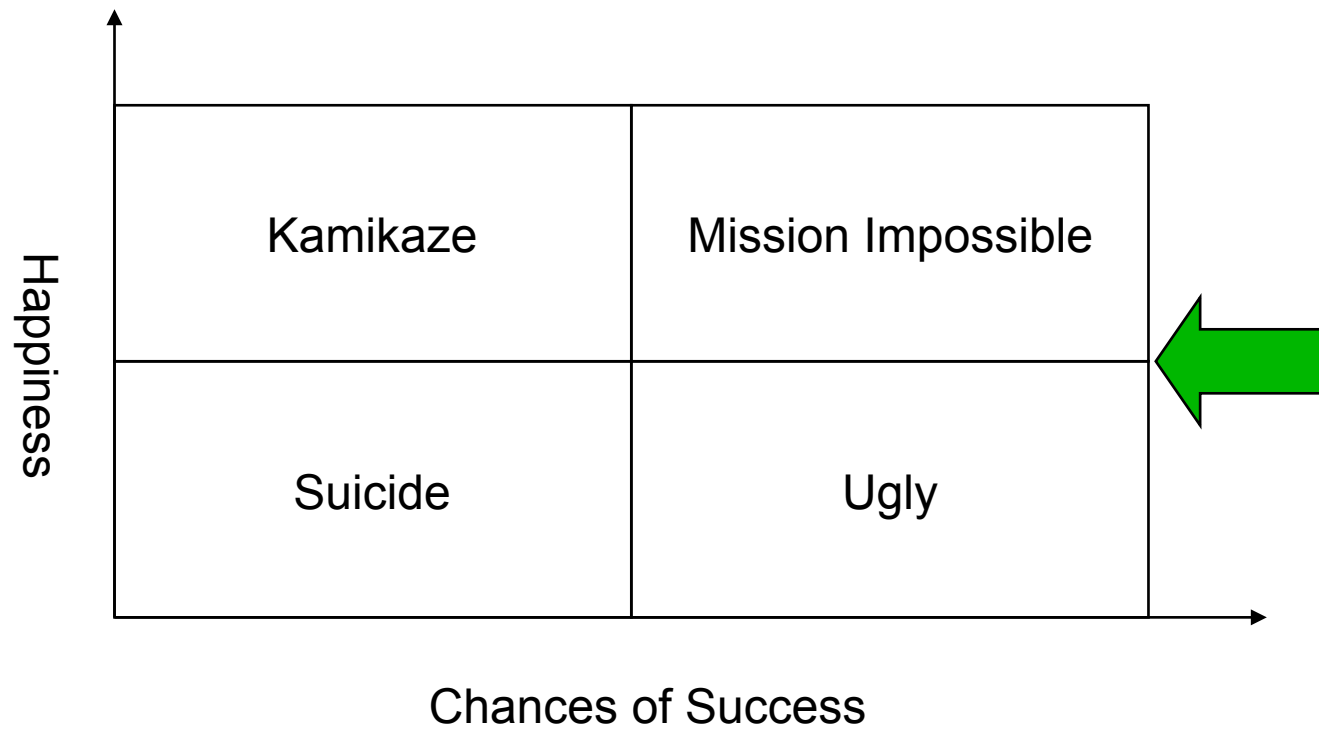 Happiness
Kamikaze
Mission Impossible
Suicide
Ugly
Chances of Success